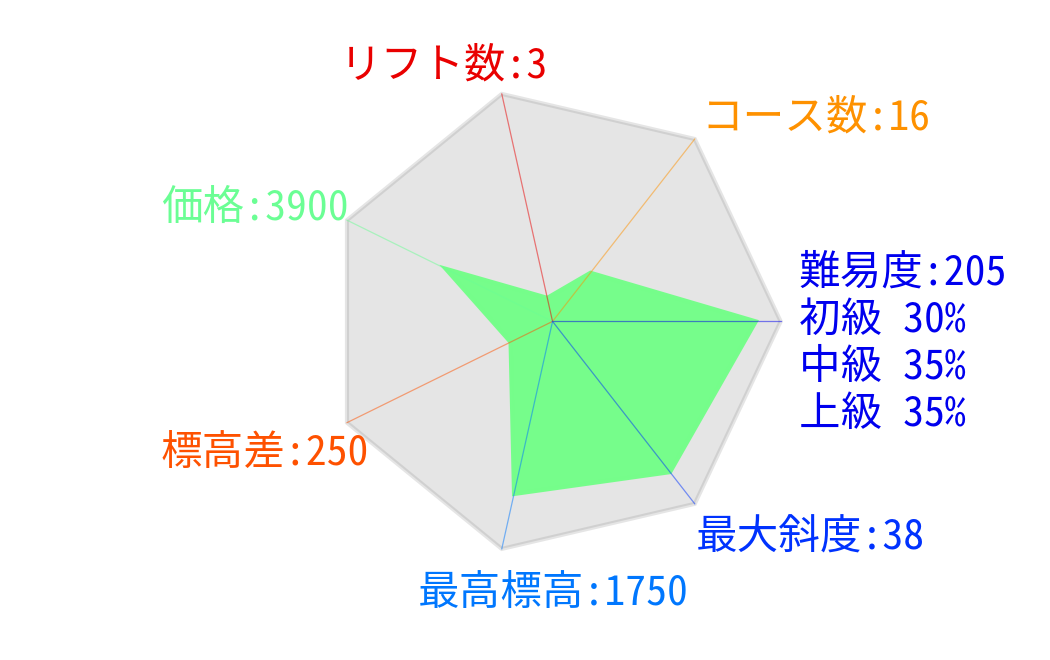 リフト数:3
コース数:16
価格:3900
難易度:205
初級 30%
中級 35%
上級 35%
標高差:250
最大斜度:38
最高標高:1750